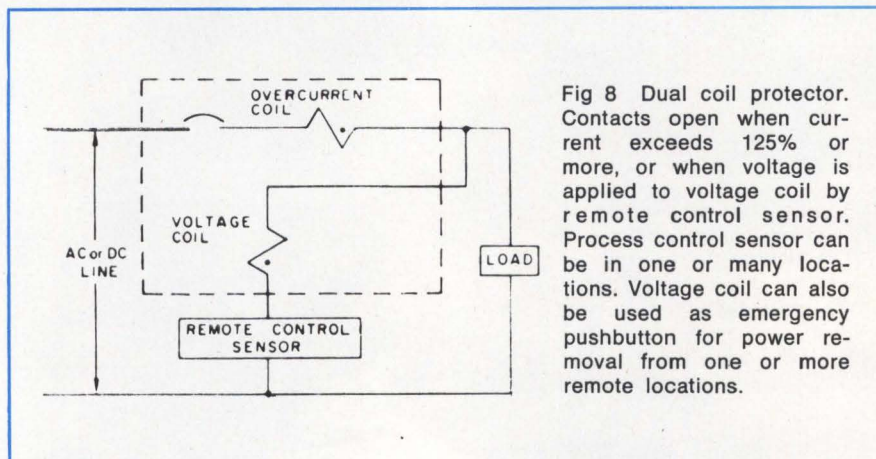 OVERCURRENT
COIL
VOLTAGE
COIL
AC or DC
LINE
LOAD
REMOTE CONTROL
SENSOR
Fig 8 Dual coil protector.
Contacts open when cur-
rent exceeds 125% or
more, or when voltage is
applied to voltage coil by
remote control sensor.
Process control sensor can
be in one or many loca-
tions. Voltage coil can also
be used as emergency
pushbutton for power re-
moval from one or more
remote locations.